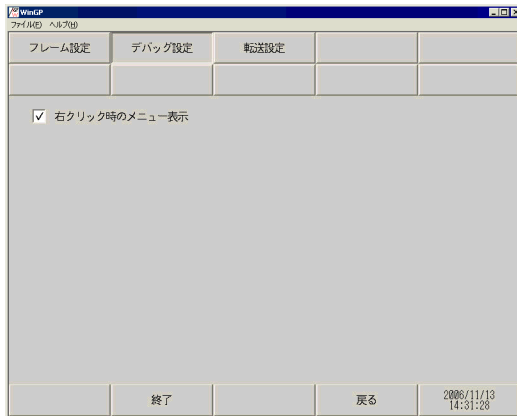 WinGP
ファイル(F) ヘルプ(H)
フレーム設定 デバッグ設定 転送設定
右クリック時のメニュー表示
終了 戻る 2006/11/13
14:31:28